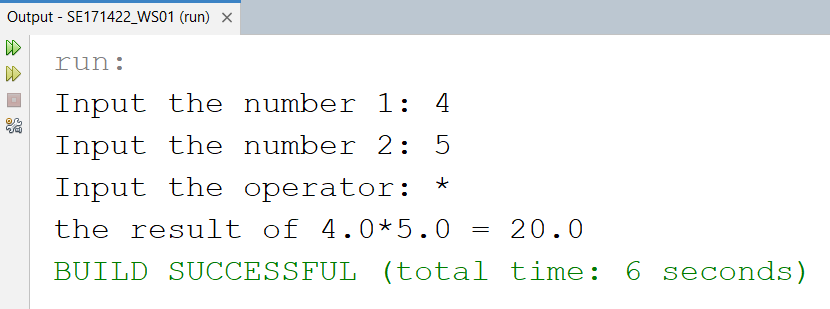 Output - SE171422_WS01 (run)
run:
Input the number 1: 4
Input the number 2: 5
Input the operator: *
the result of 4.0*5.0 = 20.0
BUILD SUCCESSFUL (total time: 6 seconds)